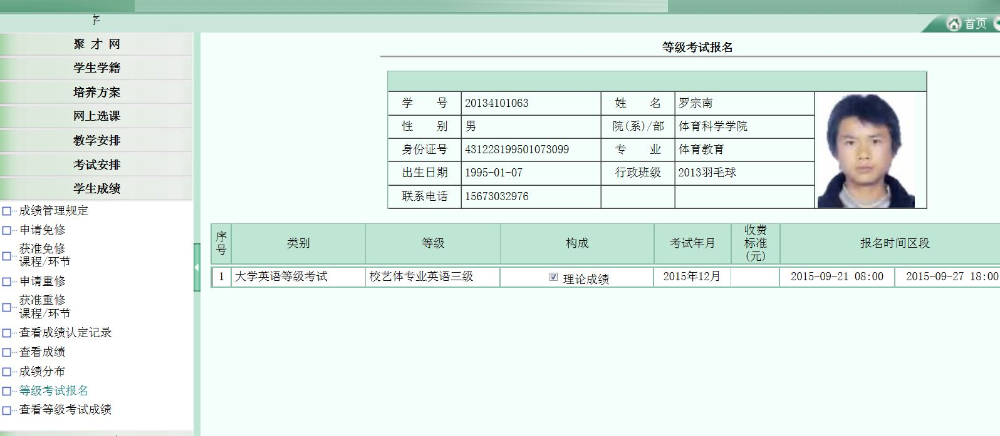 首页
聚 才 网
学生学籍
培养方案
网上选课
教学安排
考试安排
学生成绩
成绩管理规定
申请免修
获准免修
课程/环节
申请重修
获准重修
课程/环节
查看成绩认定记录
查看成绩
成绩分布
等级考试报名
查看等级考试成绩
等级考试报名
学 号 20134101063 姓 名 罗宗南
性 别 男 院(系)/部 体育科学学院
身份证号 431228199501073099 专 业 体育教育
出生日期 1995-01-07 行政班级 2013羽毛球
联系电话 15673032976
序号 类别 等级 构成 考试年月 收费标准(元) 报名时间区段
1 大学英语等级考试 校艺体专业英语三级 理论成绩 2015年12月 2015-09-21 08:00 2015-09-27 18:00